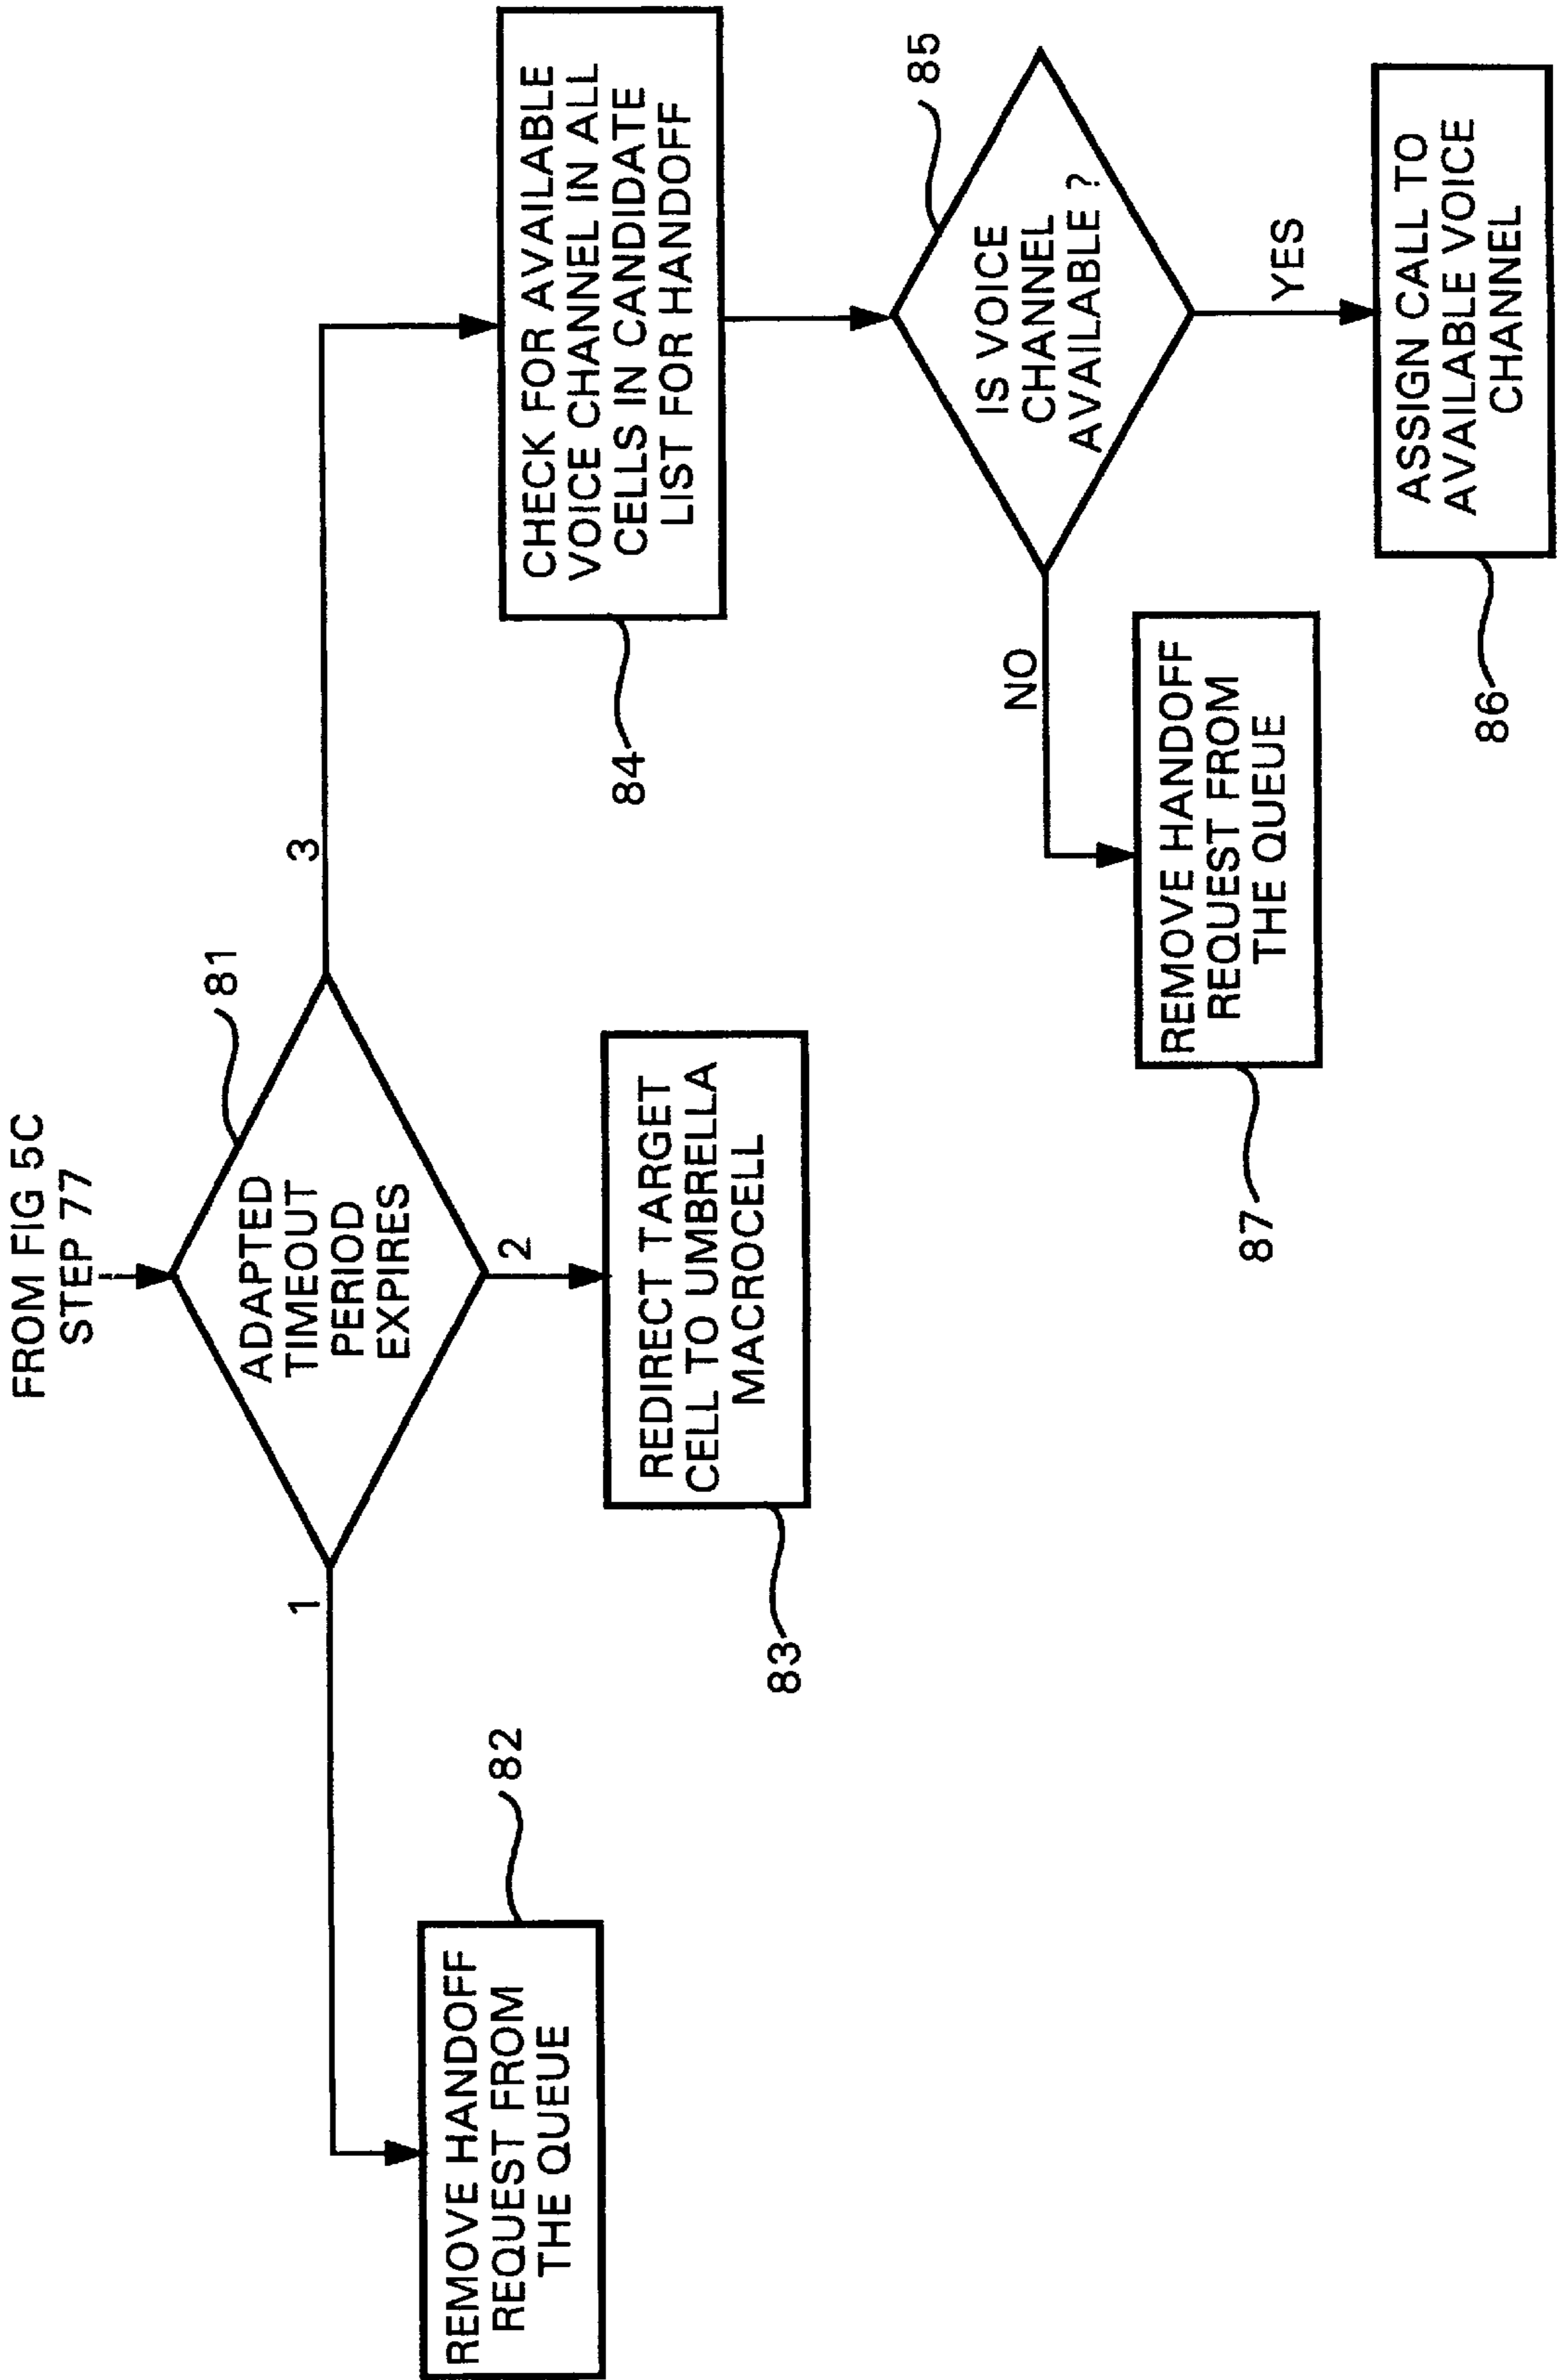 FROM FIG 5C
STEP 77
ADAPTED
TIMEOUT
PERIOD
EXPIRES
81
1
2
3
REMOVE HANDOFF
REQUEST FROM
THE QUEUE
82
REDIRECT TARGET
CELL TO UMBRELLA
MACROCELL
83
CHECK FOR AVAILABLE
VOICE CHANNEL IN ALL
CELLS IN CANDIDATE
LIST FOR HANDOFF
84
IS VOICE
CHANNEL
AVAILABLE ?
85
NO
YES
REMOVE HANDOFF
REQUEST FROM
THE QUEUE
87
ASSIGN CALL TO
AVAILABLE VOICE
CHANNEL
86